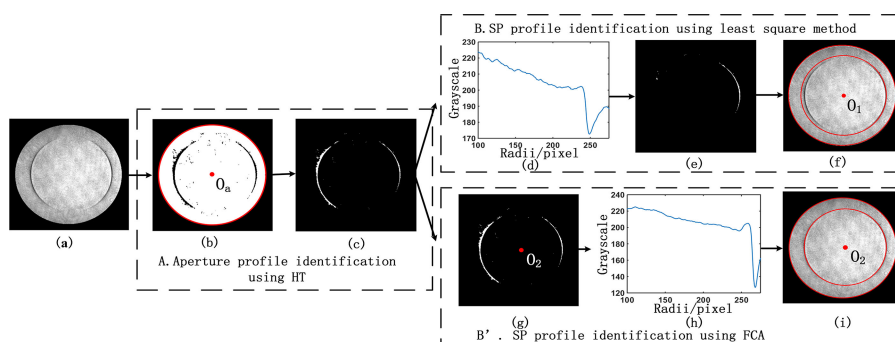 B.SP profile identification using least square method
230
220
210
200
190
180
170
Grayscale
100 150 200 250
Radii/pixel
(d)
(e)
O₁
(f)
(a)
Oₐ
(b)
(c)
A.Aperture profile identification
using HT
O₂
(g)
240
220
200
180
160
140
120
Grayscale
100 150 200 250
Radii/pixel
(h)
O₂
(i)
B'. SP profile identification using FCA